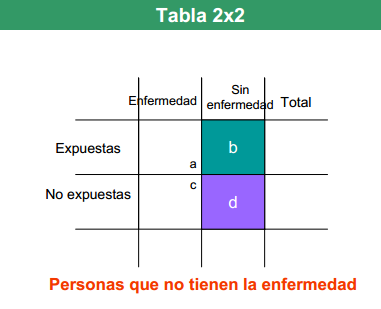 Tabla 2x2
Enfermedad
Sin
enfermedad
Total
Expuestas
a
b
No expuestas
c
d
Personas que no tienen la enfermedad